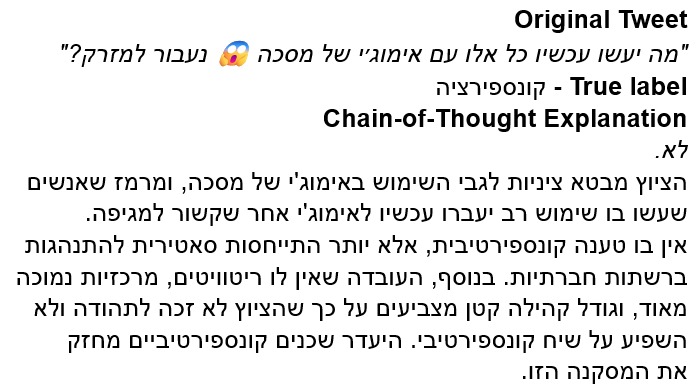 Original Tweet
"מה יעשו עכשיו כל אלו עם אימוג׳י של מסכה 😱 נעבור למזרק?"
True label - קונספירציה
Chain-of-Thought Explanation
לא.
הציוץ מבטא ציניות לגבי השימוש באימוג'י של מסכה, ומרמז שאנשים
שעשו בו שימוש רב יעברו עכשיו לאימוג'י אחר שקשור למגיפה.
אין בו טענה קונספירטיבית, אלא יותר התייחסות סאטירית להתנהגות
ברשתות חברתיות. בנוסף, העובדה שאין לו ריטוויטים, מרכזיות נמוכה
מאוד, וגודל קהילה קטן מצביעים על כך שהציוץ לא זכה לתהודה ולא
השפיע על שיח קונספירטיבי. היעדר שכנים קונספירטיביים מחזק
את המסקנה הזו.